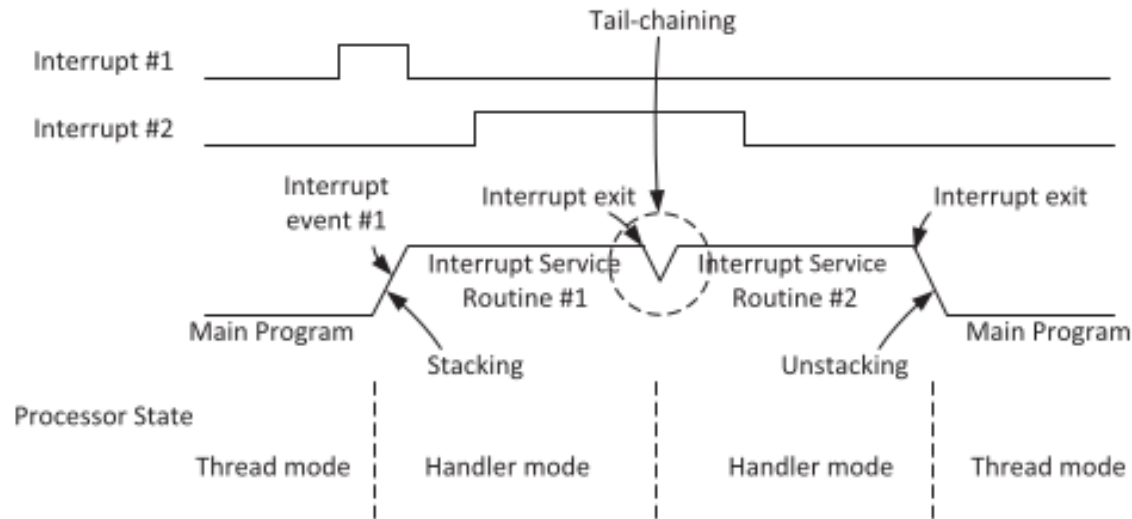 Tail-chaining
Interrupt #1
Interrupt #2
Interrupt
event #1
Interrupt exit
Interrupt exit
Interrupt Service
Routine #1
Interrupt Service
Routine #2
Main Program
Main Program
Stacking
Unstacking
Processor State
Thread mode
Handler mode
Handler mode
Thread mode